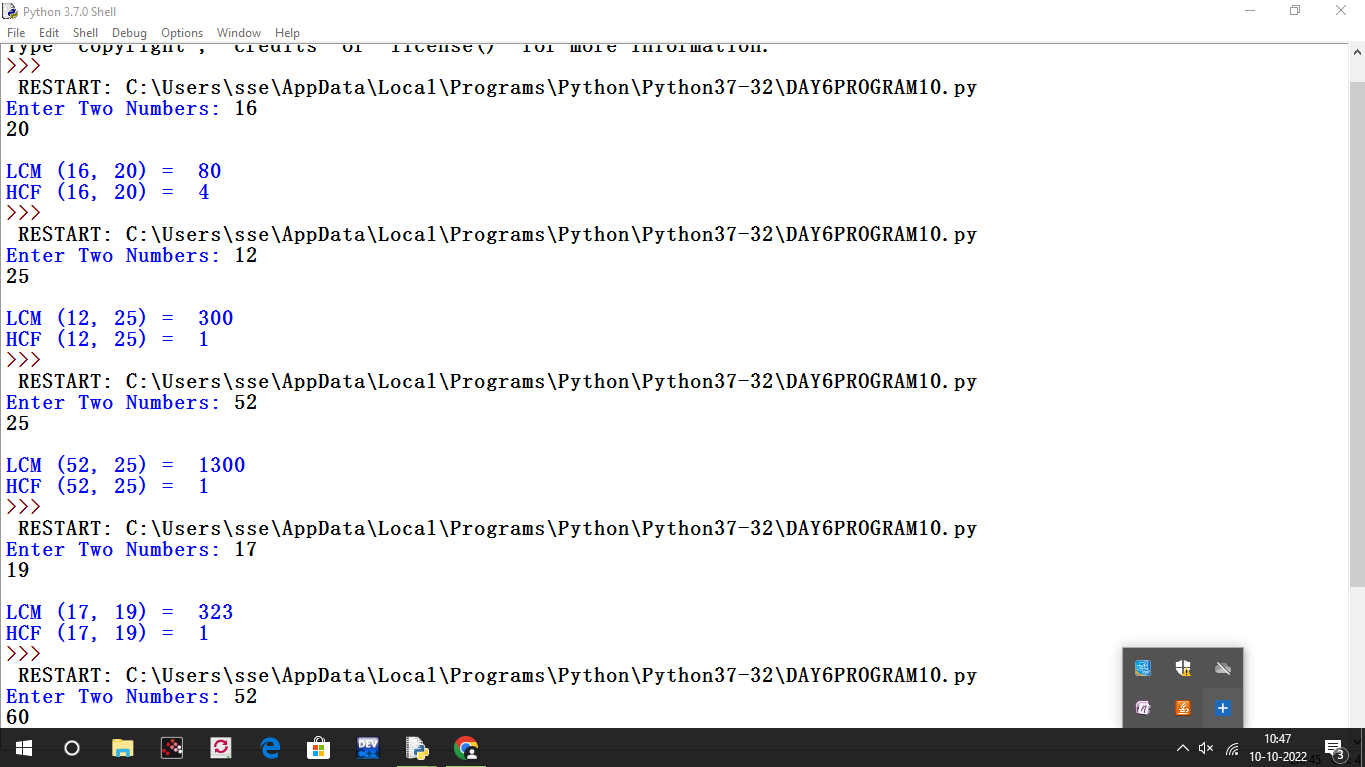 Python 3.7.0 Shell
File Edit Shell Debug Options Window Help
Type "copyright", "credits" or "license()" for more information.
>>>
 RESTART: C:\Users\sse\AppData\Local\Programs\Python\Python37-32\DAY6PROGRAM10.py
Enter Two Numbers: 16
20

LCM (16, 20) =  80
HCF (16, 20) =  4
>>>
 RESTART: C:\Users\sse\AppData\Local\Programs\Python\Python37-32\DAY6PROGRAM10.py
Enter Two Numbers: 12
25

LCM (12, 25) =  300
HCF (12, 25) =  1
>>>
 RESTART: C:\Users\sse\AppData\Local\Programs\Python\Python37-32\DAY6PROGRAM10.py
Enter Two Numbers: 52
25

LCM (52, 25) =  1300
HCF (52, 25) =  1
>>>
 RESTART: C:\Users\sse\AppData\Local\Programs\Python\Python37-32\DAY6PROGRAM10.py
Enter Two Numbers: 17
19

LCM (17, 19) =  323
HCF (17, 19) =  1
>>>
 RESTART: C:\Users\sse\AppData\Local\Programs\Python\Python37-32\DAY6PROGRAM10.py
Enter Two Numbers: 52
60
DEV
10:47
10-10-2022
3